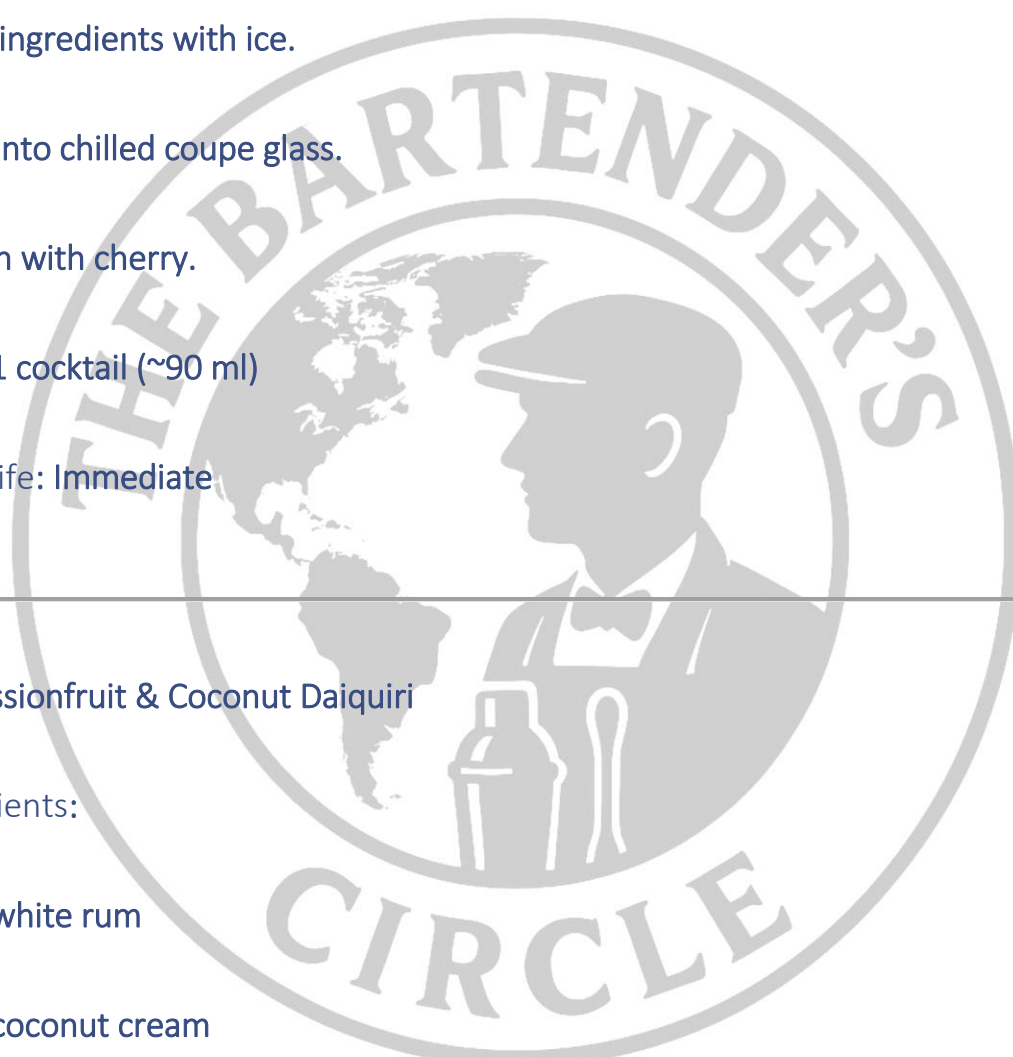 ingredients with ice.
nto chilled coupe glass.
h with cherry.
1 cocktail (~90 ml)
ife: Immediate
ssionfruit & Coconut Daiquiri
ients:
white rum
coconut cream
THE BARTENDER'S
CIRCLE